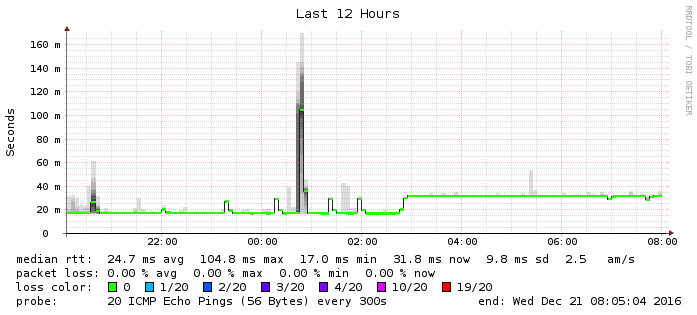 Last 12 Hours
RRDTOOL / TOBI OETIKER
Seconds
160 m
140 m
120 m
100 m
80 m
60 m
40 m
20 m
0
22:00 00:00 02:00 04:00 06:00 08:00
median rtt: 24.7 ms avg 104.8 ms max 17.0 ms min 31.8 ms now 9.8 ms sd 2.5 am/s
packet loss: 0.00 % avg 0.00 % max 0.00 % min 0.00 % now
loss color: 0 1/20 2/20 3/20 4/20 10/20 19/20
probe: 20 ICMP Echo Pings (56 Bytes) every 300s end: Wed Dec 21 08:05:04 2016